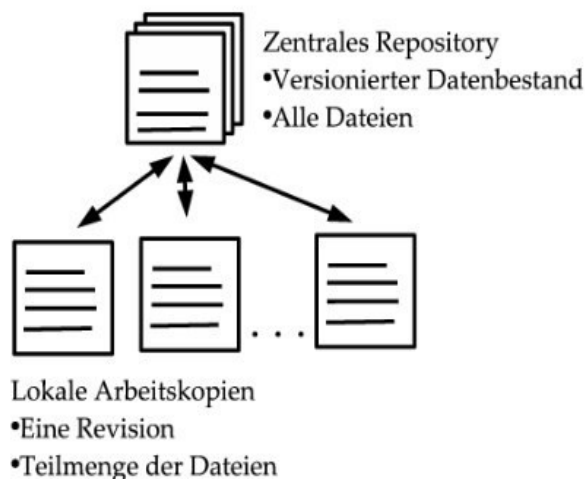 Zentrales Repository
•Versionierter Datenbestand
•Alle Dateien
. . .
Lokale Arbeitskopien
•Eine Revision
•Teilmenge der Dateien